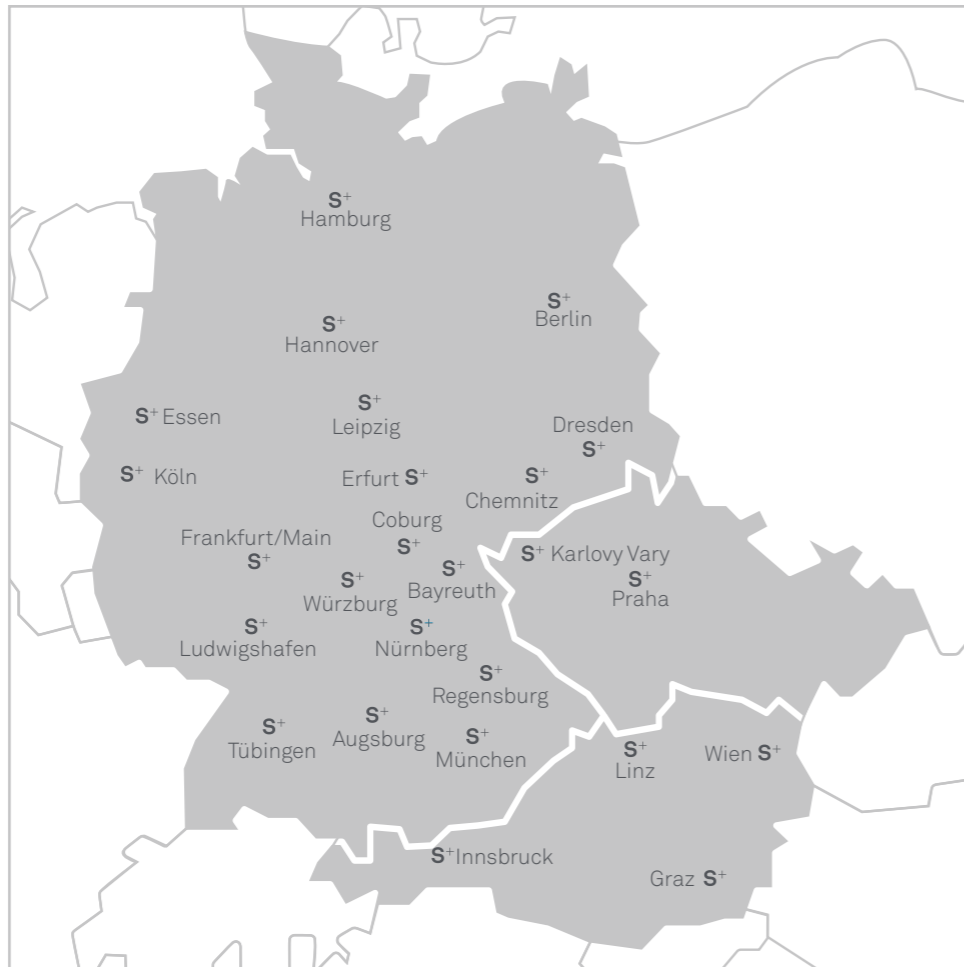 S+
Hamburg
S+
Berlin
S+
Hannover
S+
Leipzig
S+ Essen
Dresden
S+
S+ Köln
Erfurt S+
S+
Chemnitz
Coburg
S+
Frankfurt/Main
S+
S+ Karlovy Vary
S+
Bayreuth
S+
Praha
S+
Würzburg
S+
Ludwigshafen
S+
Nürnberg
S+
Regensburg
S+
Tübingen
S+
Augsburg
S+
München
S+
Linz
Wien S+
S+ Innsbruck
Graz S+